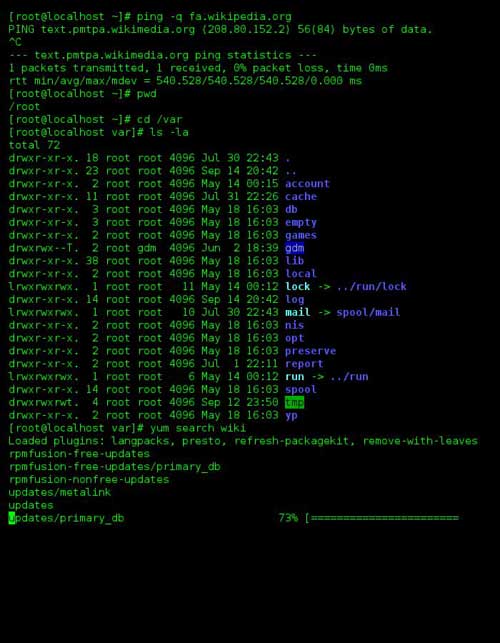 [root@localhost ~]# ping -q fa.wikipedia.org
PING text.pmtpa.wikimedia.org (208.80.152.2) 56(84) bytes of data.
^C
--- text.pmtpa.wikimedia.org ping statistics ---
1 packets transmitted, 1 received, 0% packet loss, time 0ms
rtt min/avg/max/mdev = 540.528/540.528/540.528/0.000 ms
[root@localhost ~]# pwd
/root
[root@localhost ~]# cd /var
[root@localhost var]# ls -la
total 72
drwxr-xr-x. 18 root root 4096 Jul 30 22:43 .
drwxr-xr-x. 23 root root 4096 Sep 14 20:42 ..
drwxr-xr-x.  2 root root 4096 May 14 00:15 account
drwxr-xr-x. 11 root root 4096 Jul 31 22:26 cache
drwxr-xr-x.  3 root root 4096 May 18 16:03 db
drwxr-xr-x.  3 root root 4096 May 18 16:03 empty
drwxr-xr-x.  2 root root 4096 May 18 16:03 games
drwxrwx--T.  2 root gdm  4096 Jun  2 18:39 gdm
drwxr-xr-x. 38 root root 4096 May 18 16:03 lib
drwxr-xr-x.  2 root root 4096 May 18 16:03 local
lrwxrwxrwx.  1 root root   11 May 14 00:12 lock -> ../run/lock
drwxr-xr-x. 14 root root 4096 Sep 14 20:42 log
lrwxrwxrwx.  1 root root   10 Jul 30 22:43 mail -> spool/mail
drwxr-xr-x.  2 root root 4096 May 18 16:03 nis
drwxr-xr-x.  2 root root 4096 May 18 16:03 opt
drwxr-xr-x.  2 root root 4096 May 18 16:03 preserve
drwxr-xr-x.  2 root root 4096 Jul  1 22:11 report
lrwxrwxrwx.  1 root root    6 May 14 00:12 run -> ../run
drwxr-xr-x. 14 root root 4096 May 18 16:03 spool
drwxrwxrwt.  4 root root 4096 Sep 12 23:50 tmp
drwxr-xr-x.  2 root root 4096 May 18 16:03 yp
[root@localhost var]# yum search wiki
Loaded plugins: langpacks, presto, refresh-packagekit, remove-with-leaves
rpmfusion-free-updates
rpmfusion-free-updates/primary_db
rpmfusion-nonfree-updates
updates/metalink
updates
updates/primary_db                        73% [=======================